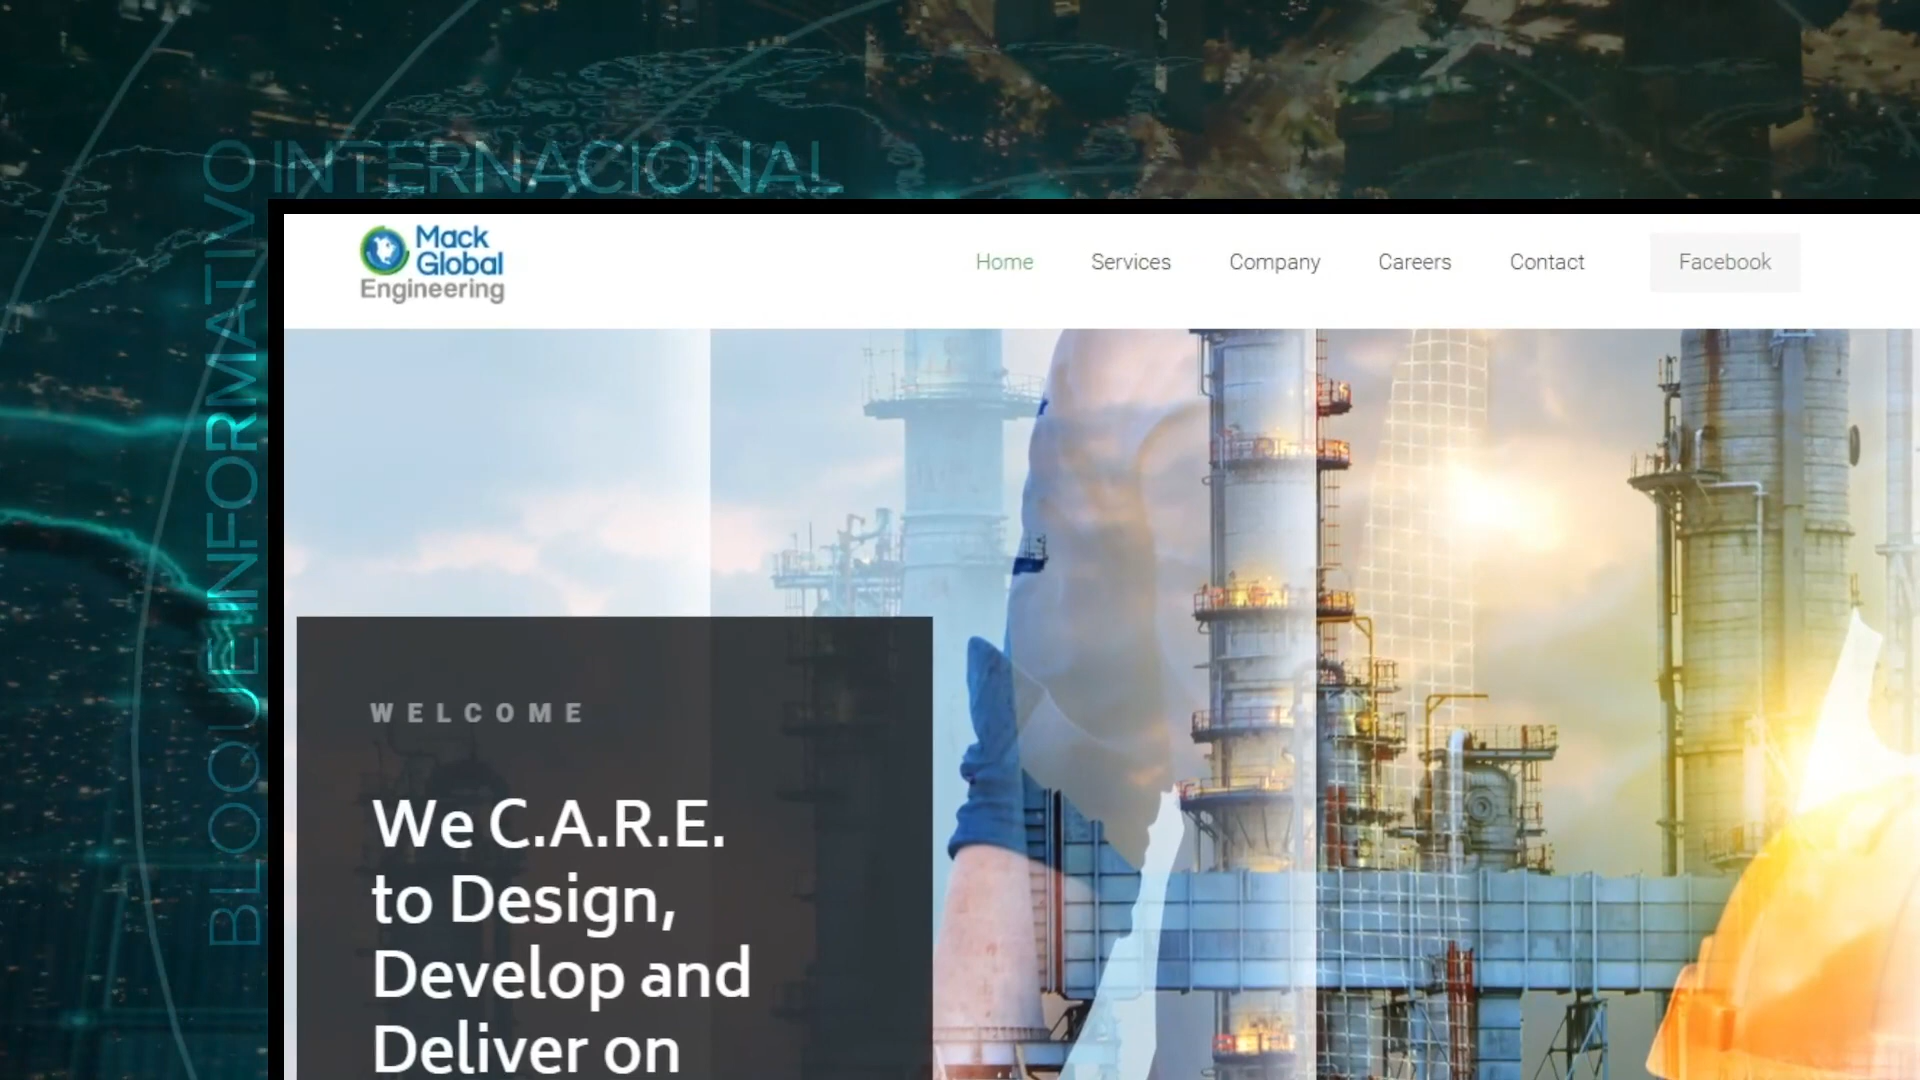 INTERNACIONAL
BLOQUE INFORMATIVO
Mack
Global
Engineering
Home Services Company Careers Contact Facebook
WELCOME
We C.A.R.E.
to Design,
Develop and
Deliver on